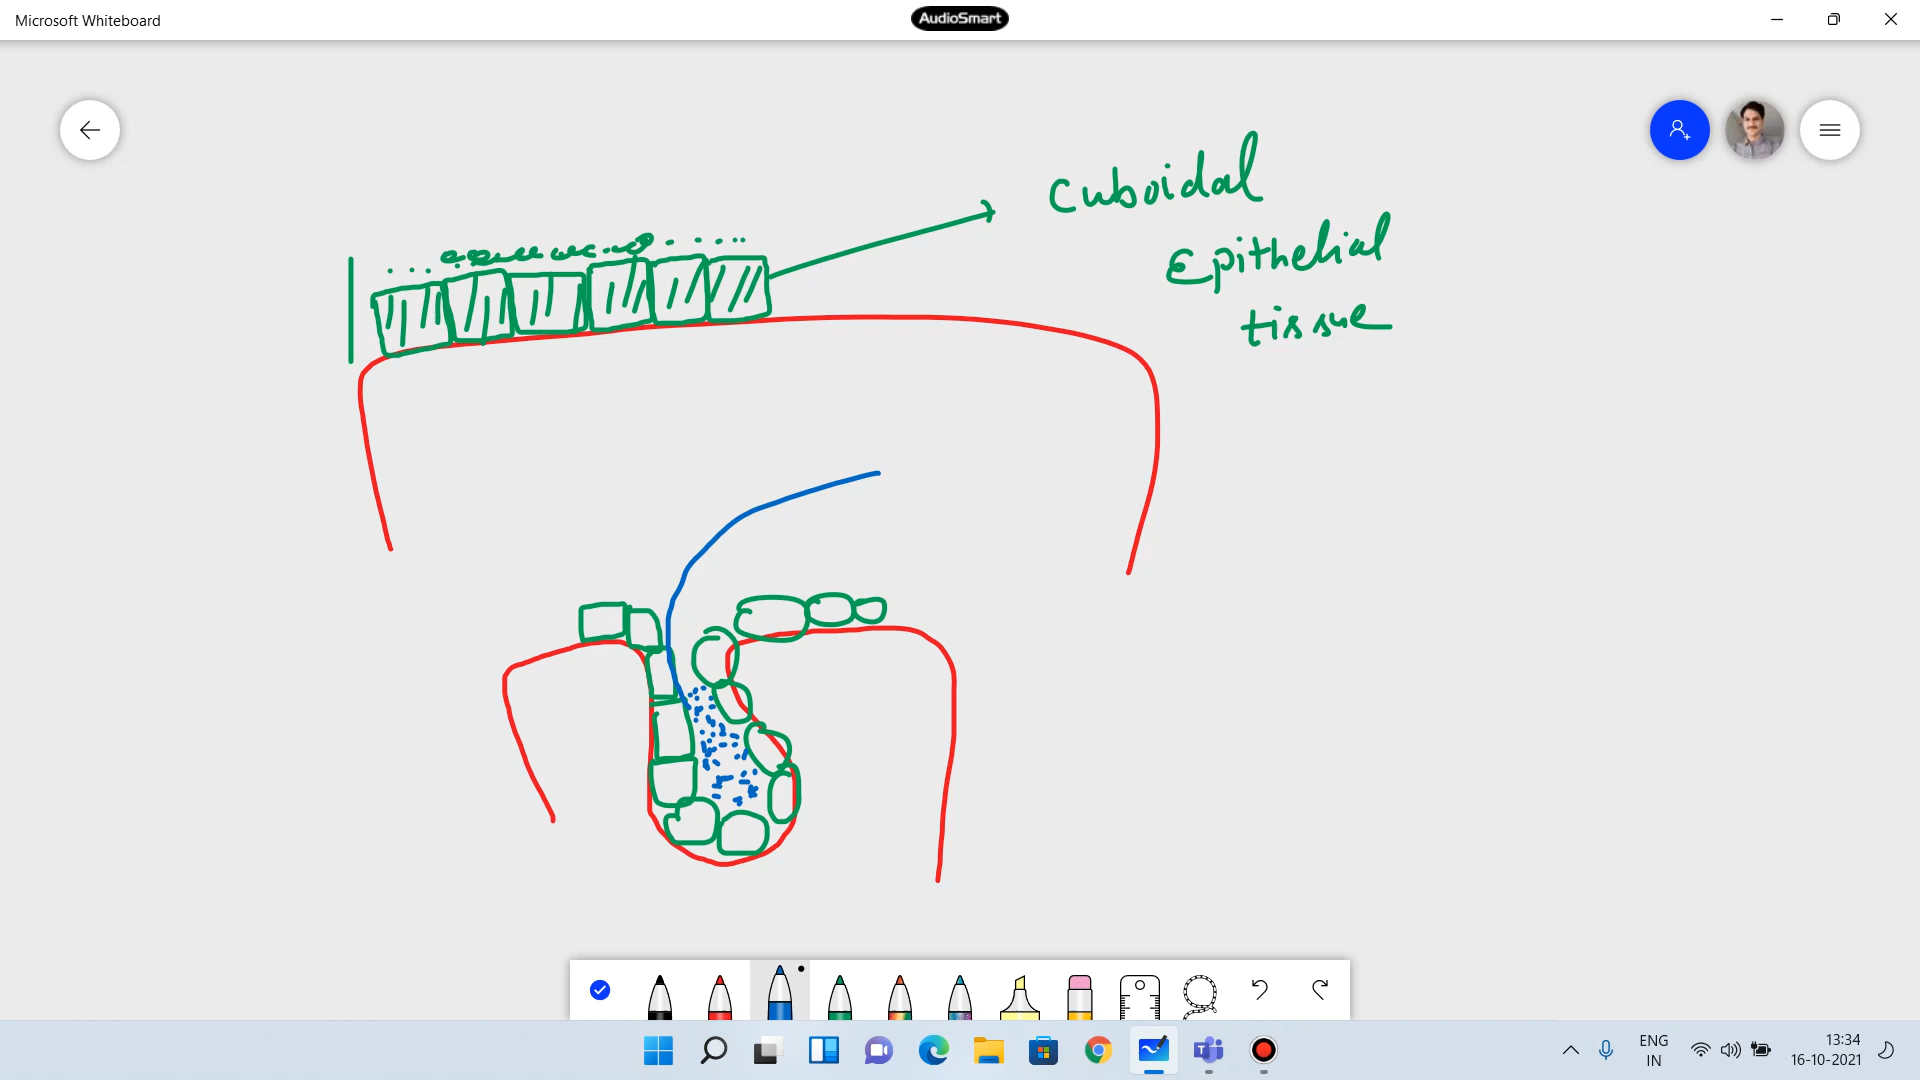 Microsoft Whiteboard
AudioSmart
Cuboidal
Epithelial
tissue
ENG
IN
13:34
16-10-2021